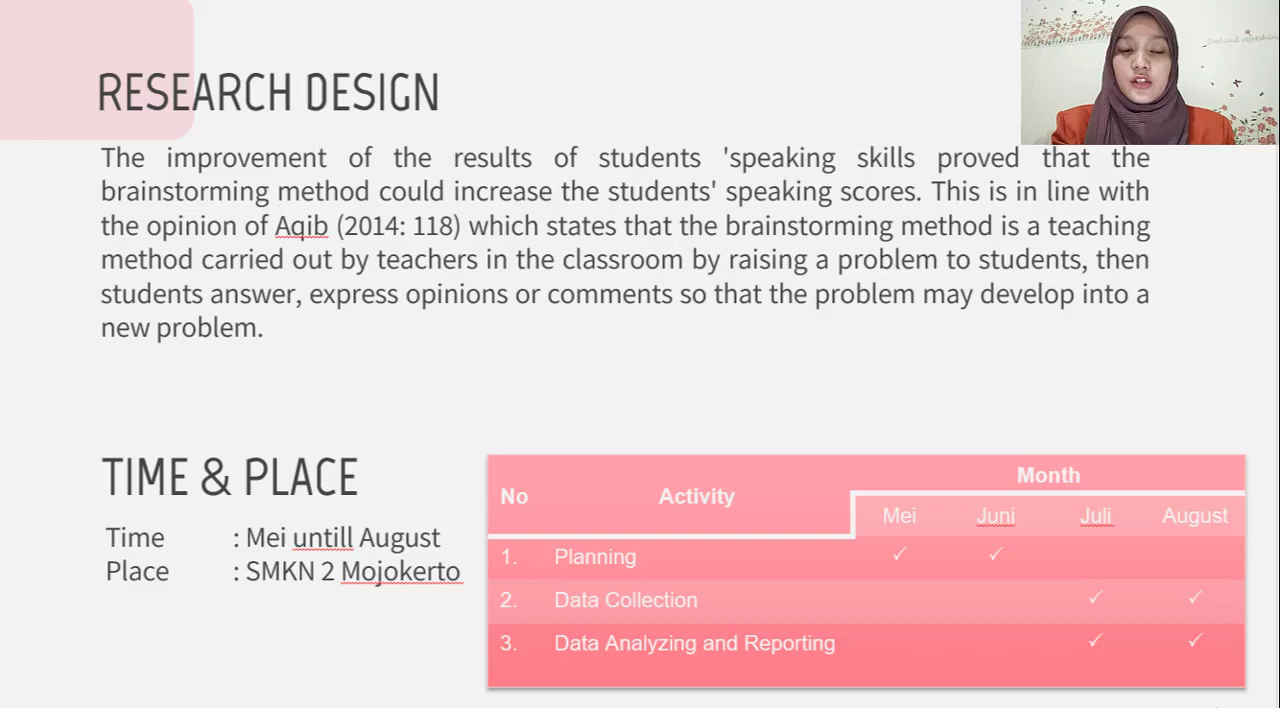 RESEARCH DESIGN
The improvement of the results of students 'speaking skills proved that the
brainstorming method could increase the students' speaking scores. This is in line with
the opinion of Aqib (2014: 118) which states that the brainstorming method is a teaching
method carried out by teachers in the classroom by raising a problem to students, then
students answer, express opinions or comments so that the problem may develop into a
new problem.
TIME & PLACE
Time : Mei untill August
Place : SMKN 2 Mojokerto
No Activity Month
Mei Juni Juli August
1. Planning ✓ ✓
2. Data Collection ✓ ✓
3. Data Analyzing and Reporting ✓ ✓